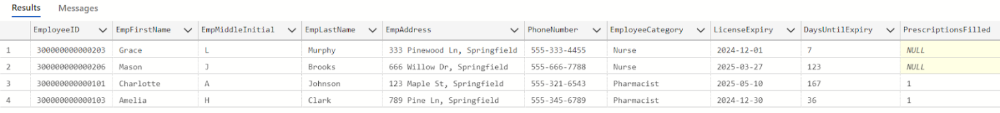 Results Messages
EmployeeID EmpFirstName EmpMiddleInitial EmpLastName EmpAddress PhoneNumber EmployeeCategory LicenseExpiry DaysUntilExpiry PrescriptionsFilled
1 300000000000203 Grace L Murphy 333 Pinewood Ln, Springfield 555-333-4455 Nurse 2024-12-01 7 NULL
2 300000000000206 Mason J Brooks 666 Willow Dr, Springfield 555-666-7788 Nurse 2025-03-27 123 NULL
3 300000000000101 Charlotte A Johnson 123 Maple St, Springfield 555-321-6543 Pharmacist 2025-05-10 167 1
4 300000000000103 Amelia H Clark 789 Pine Ln, Springfield 555-345-6789 Pharmacist 2024-12-30 36 1